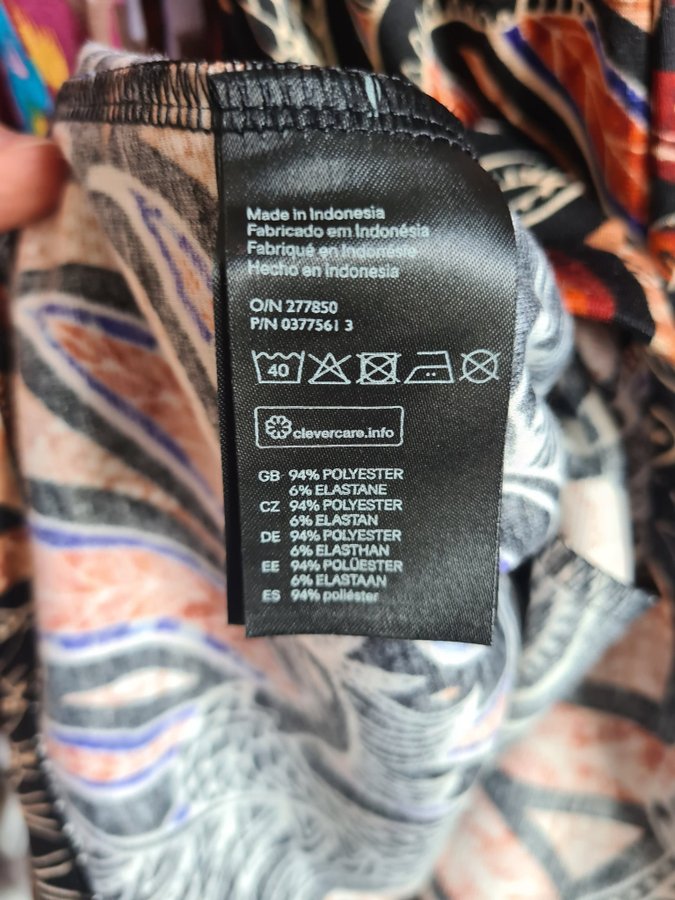 Made in Indonesia
Fabricado em Indonésia
Fabriqué en Indonésie
Hecho en Indonesia
O/N 277850
P/N 0377561 3
40
clevercare.info
GB 94% POLYESTER
6% ELASTANE
CZ 94% POLYESTER
6% ELASTAN
DE 94% POLYESTER
6% ELASTHAN
EE 94% POLÜESTER
6% ELASTAAN
ES 94% poliéster